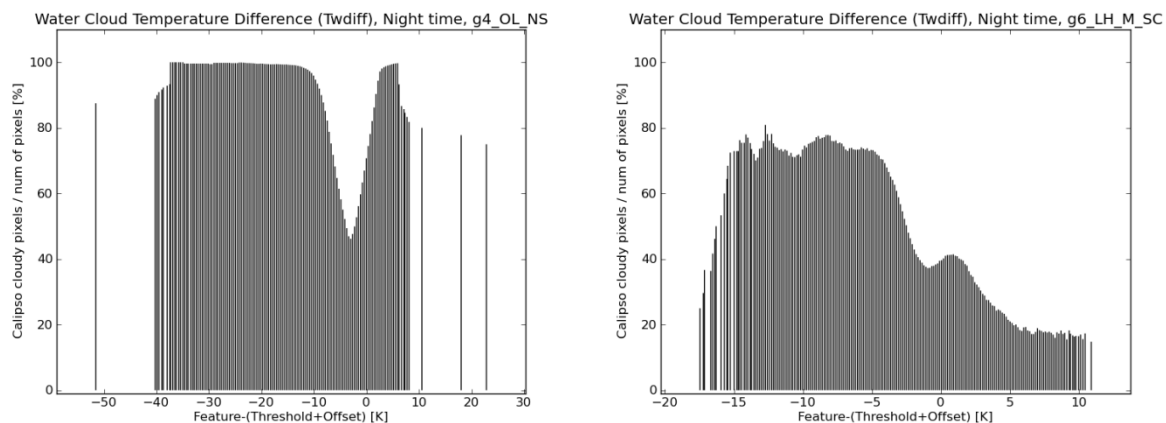 Water Cloud Temperature Difference (Twdiff), Night time, g4_OL_NS
Calipso cloudy pixels / num of pixels [%]
100
80
60
40
20
0
−50 −40 −30 −20 −10 0 10 20 30
Feature-(Threshold+Offset) [K]
Water Cloud Temperature Difference (Twdiff), Night time, g6_LH_M_SC
Calipso cloudy pixels / num of pixels [%]
100
80
60
40
20
0
−20 −15 −10 −5 0 5 10
Feature-(Threshold+Offset) [K]